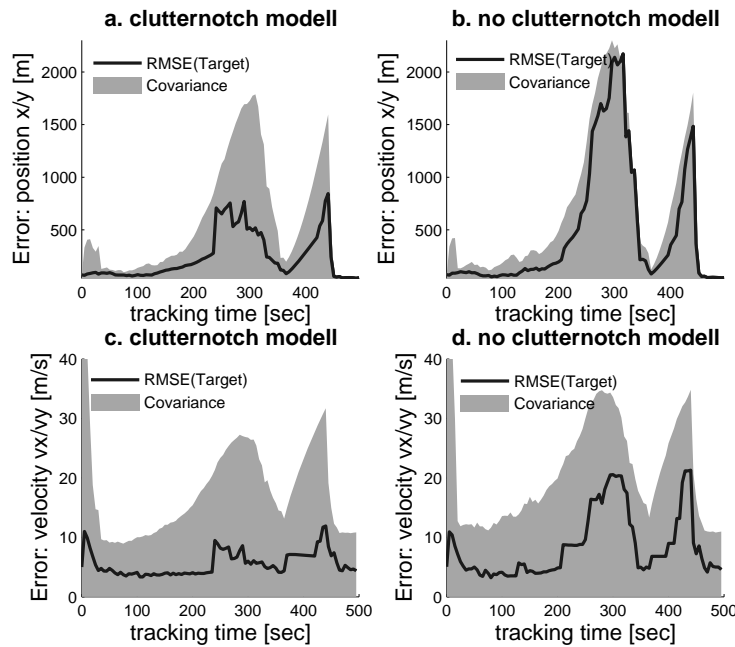 a. clutternotch modell
b. no clutternotch modell
Error: position x/y [m]
2000
1500
1000
500
RMSE(Target)
Covariance
0 100 200 300 400
tracking time [sec]
Error: position x/y [m]
2000
1500
1000
500
RMSE(Target)
Covariance
0 100 200 300 400
tracking time [sec]
c. clutternotch modell
d. no clutternotch modell
Error: velocity vx/vy [m/s]
40
30
20
10
0
RMSE(Target)
Covariance
0 100 200 300 400 500
tracking time [sec]
Error: velocity vx/vy [m/s]
40
30
20
10
0
RMSE(Target)
Covariance
0 100 200 300 400 500
tracking time [sec]